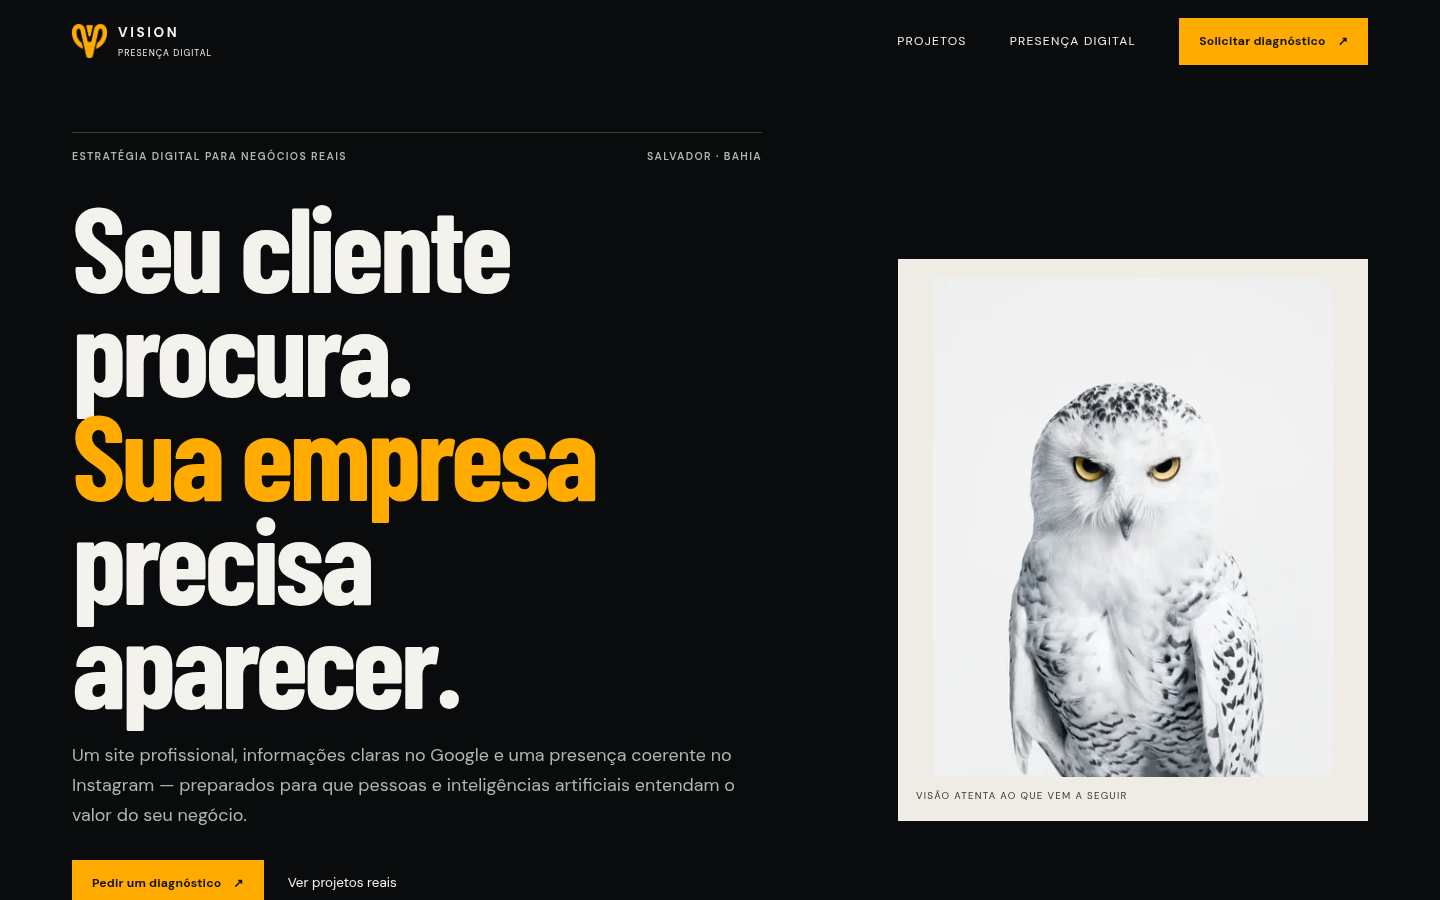 VISION
PRESENÇA DIGITAL
PROJETOS
PRESENÇA DIGITAL
Solicitar diagnóstico ↗
ESTRATÉGIA DIGITAL PARA NEGÓCIOS REAIS
SALVADOR · BAHIA
Seu cliente
procura.
Sua empresa
precisa
aparecer.
Um site profissional, informações claras no Google e uma presença coerente no
Instagram — preparados para que pessoas e inteligências artificiais entendam o
valor do seu negócio.
Pedir um diagnóstico ↗
Ver projetos reais
VISÃO ATENTA AO QUE VEM A SEGUIR